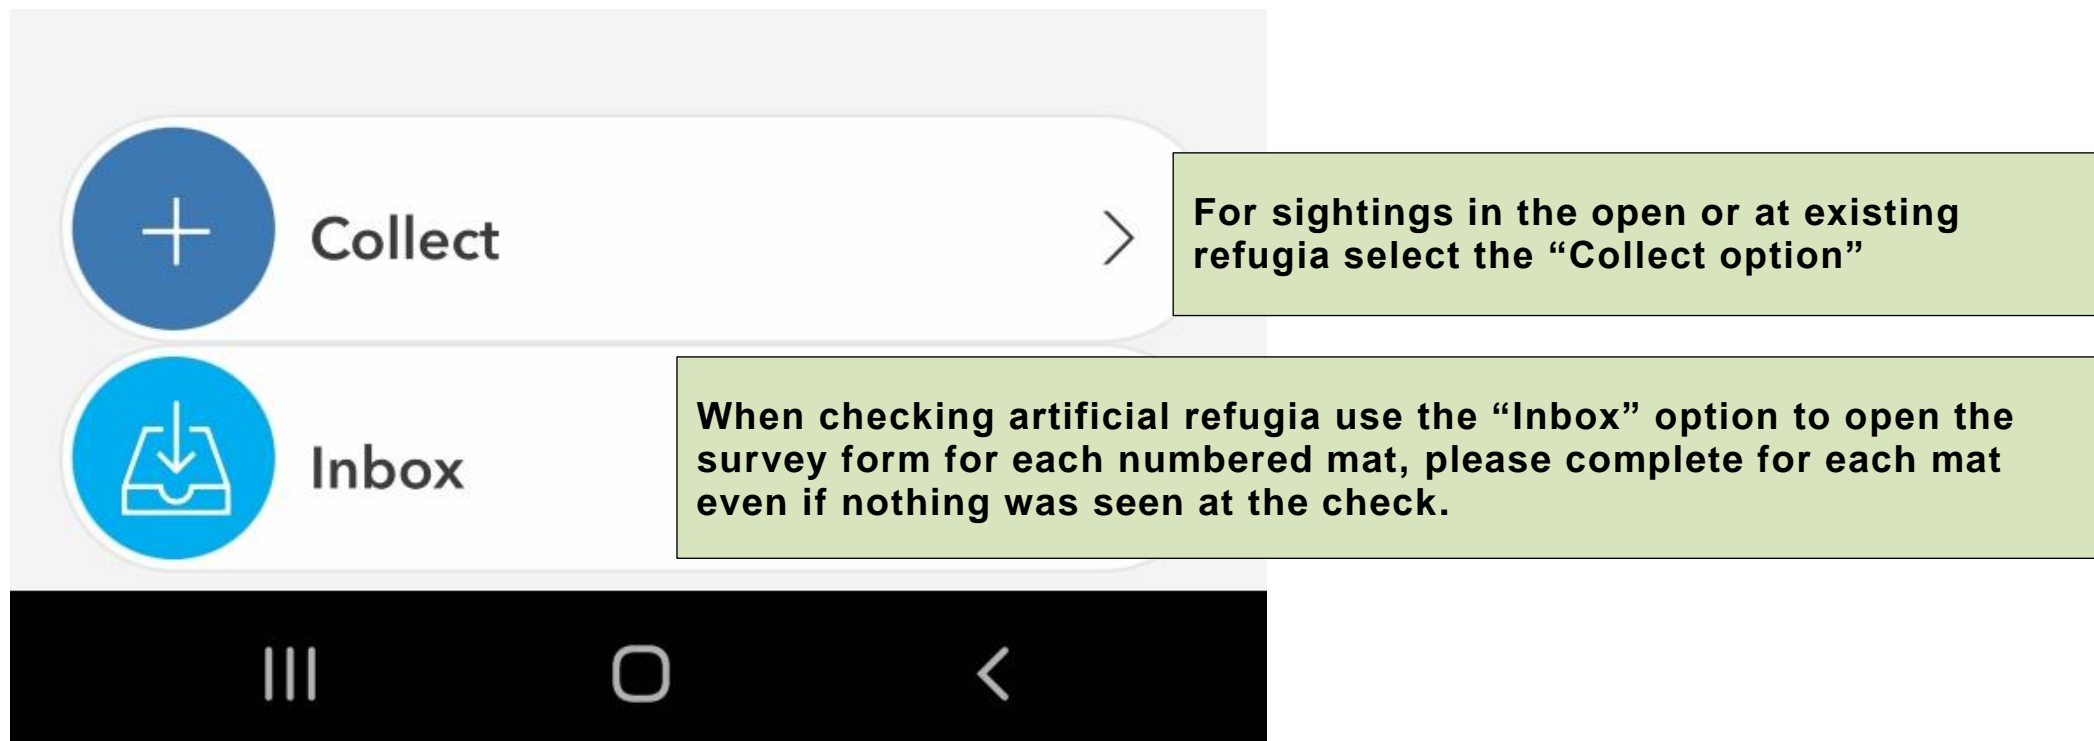 Collect
For sightings in the open or at existing
refugia select the “Collect option”
Inbox
When checking artificial refugia use the “Inbox” option to open the
survey form for each numbered mat, please complete for each mat
even if nothing was seen at the check.